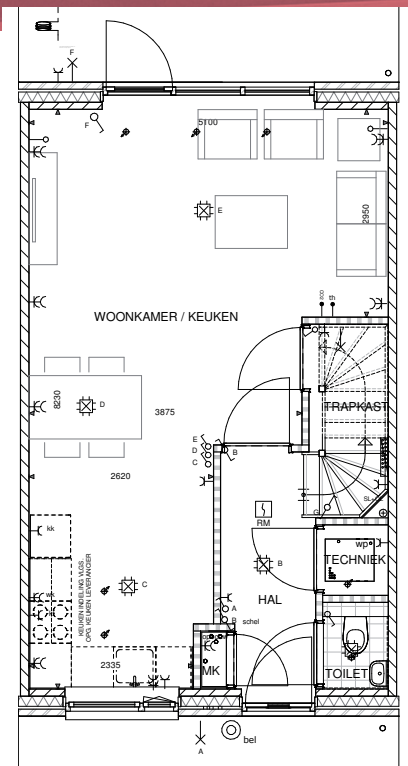 F
F
5100
E
2950
WOONKAMER / KEUKEN
th
TRAPKAST
8230
D
3875
E
D
C
B
2620
G
RM
kk
wp
TECHNIEK
B
C
KEUKEN INDELING VLGS.
OPG. KEUKEN LEVERANCIER
HAL
A
B
schel
2335
MK
TOILET
bel
A